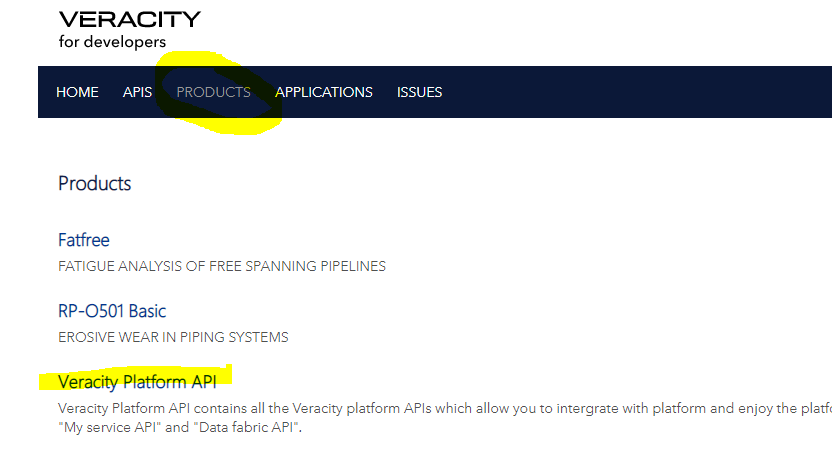 VERACITY
for developers
HOME APIS PRODUCTS APPLICATIONS ISSUES
Products
Fatfree
FATIGUE ANALYSIS OF FREE SPANNING PIPELINES
RP-O501 Basic
EROSIVE WEAR IN PIPING SYSTEMS
Veracity Platform API
Veracity Platform API contains all the Veracity platform APIs which allow you to intergrate with platform and enjoy the platfo
"My service API" and "Data fabric API".